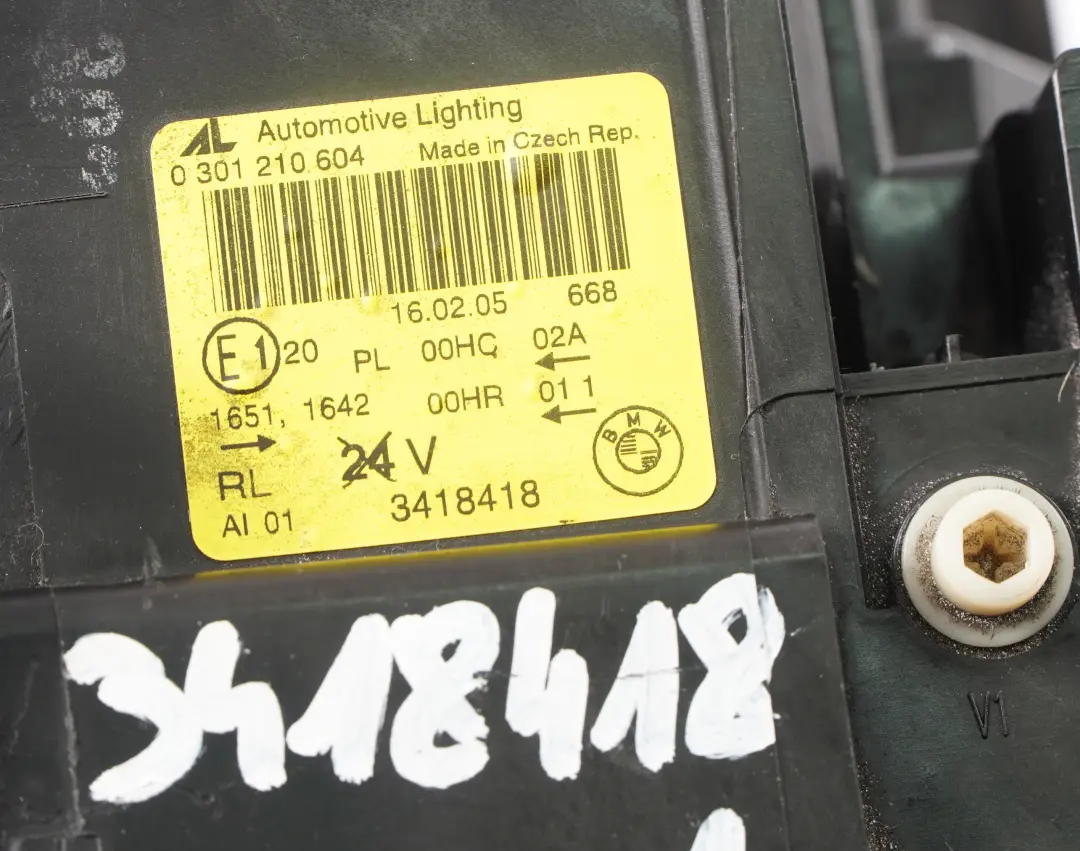 AL Automotive Lighting
0 301 210 604 Made in Czech Rep.
16.02.05 668
E1 20 PL 00HC 02A
1651, 1642 00HR 01 1
RL 24 V BMW
AI 01 3418418
3418418
V1